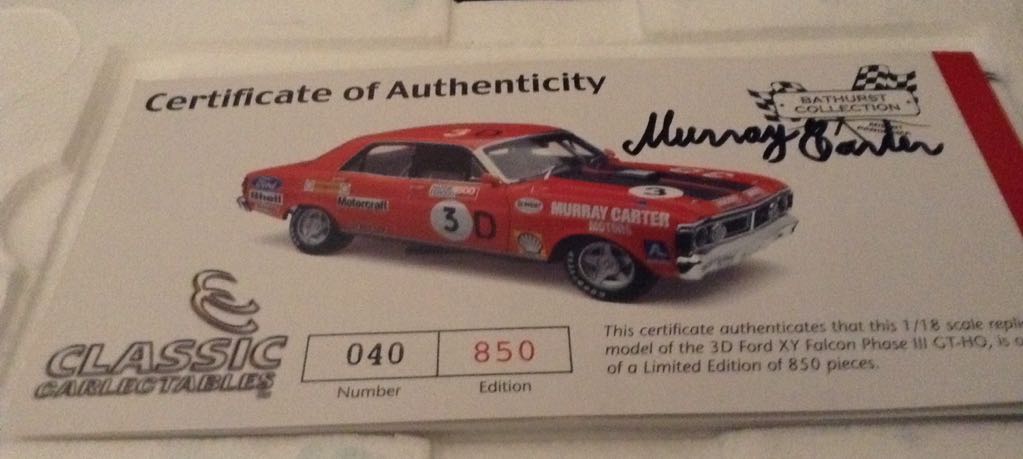 Certificate of Authenticity
BATHURST
COLLECTION
Murray Carter
3D
3
Ford
Shell
Motorcraft
3 D
MURRAY CARTER
MOTORS
CLASSIC
CARLECTABLES
040 850
Number Edition
This certificate authenticates that this 1/18 scale
model of the 3D Ford XY Falcon Phase III GT-HO, is
of a Limited Edition of 850 pieces.